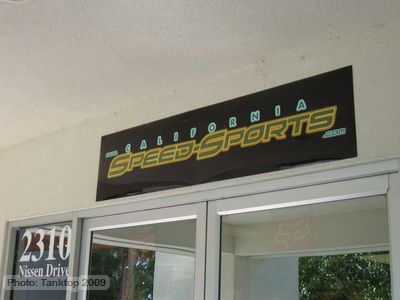 CALIFORNIA
www. SPEED-SPORTS .com
2310
Nissen Drive
Photo: Tanktop 2009